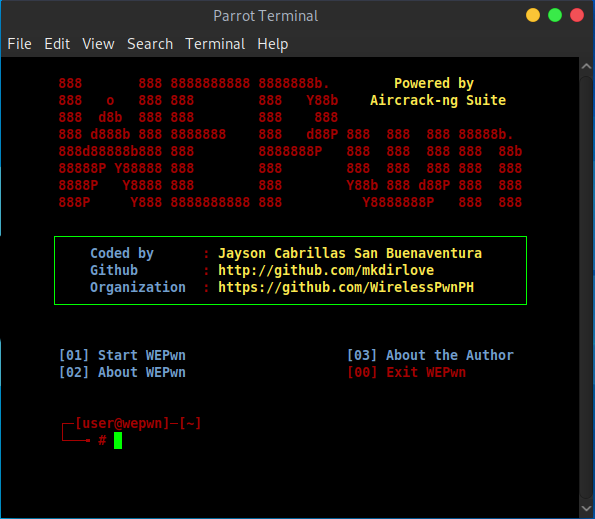 Parrot Terminal
File Edit View Search Terminal Help
888       888 8888888888 8888888b.        Powered by
888   o   888 888        888   Y88b    Aircrack-ng Suite
888  d8b  888 888        888    888
888 d888b 888 8888888    888   d88P 888  888  888 88888b.
888d88888b888 888        8888888P   888  888  888 888  88b
88888P Y88888 888        888        888  888  888 888  888
8888P   Y8888 888        888        Y88b 888 d88P 888  888
888P     Y888 8888888888 888          Y8888888P   888  888
Coded by      : Jayson Cabrillas San Buenaventura
Github        : http://github.com/mkdirlove
Organization  : https://github.com/WirelessPwnPH
[01] Start WEPwn                    [03] About the Author
[02] About WEPwn                    [00] Exit WEPwn
┌─[user@wepwn]─[~]
└──╼ #